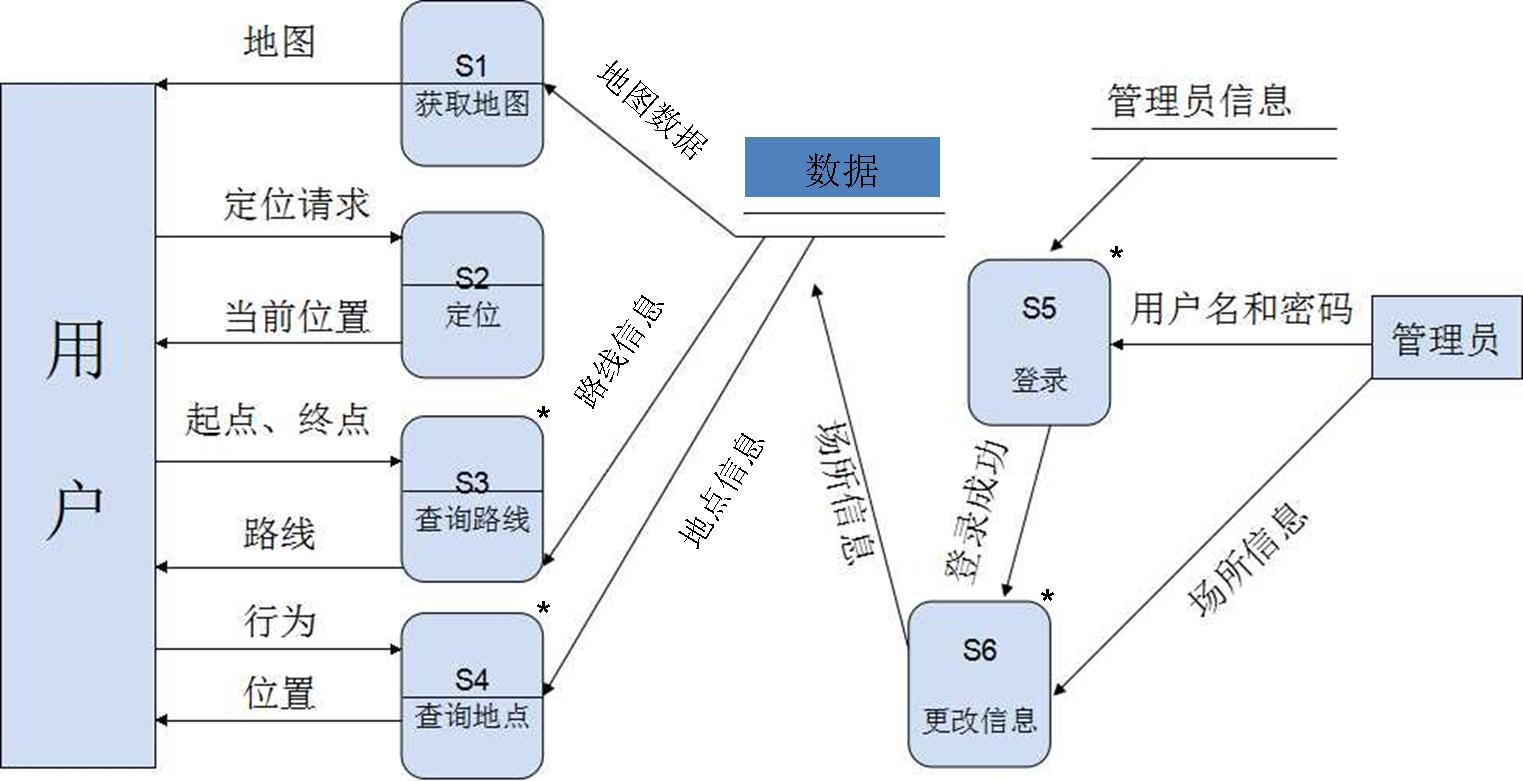 地图
S1
获取地图
地图数据
数据
管理员信息
用户
定位请求
S2
定位
当前位置
*
S5
登录
用户名和密码
管理员
路线信息
起点、终点
*
S3
查询路线
路线
地点信息
场所信息
登录成功
场所信息
行为
*
S4
查询地点
位置
*
S6
更改信息